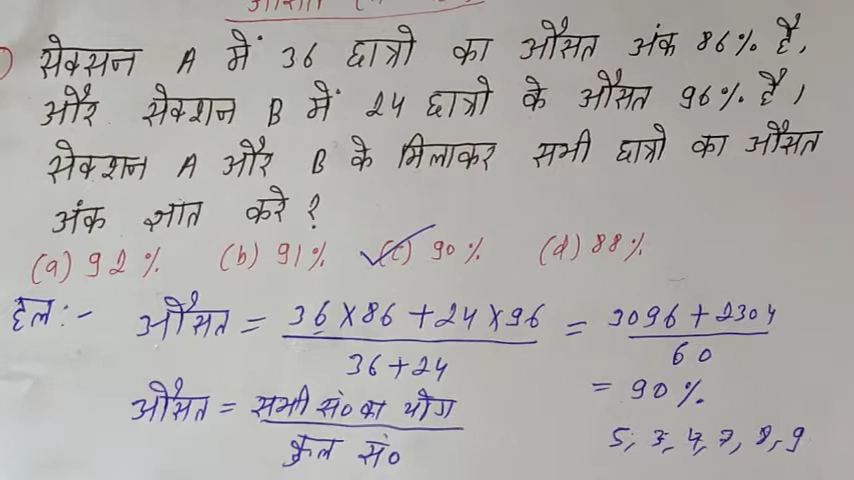 सेक्सन A में 36 छात्रो का औसत अंक 86% है,
और सेक्शन B में 24 छात्रो के औसत 96% है,
सेक्शन A और B के मिलाकर सभी छात्रो का औसत
अंक ज्ञात करे?
(a) 92% (b) 91% (c) 90% (d) 88%
हल:- औसत = 36×86+24×96 / 36+24 = 3096+2304 / 60
= 90%
औसत = सभी सं० का योग / कुल सं०
5, 3, 4, 7, 8, 9